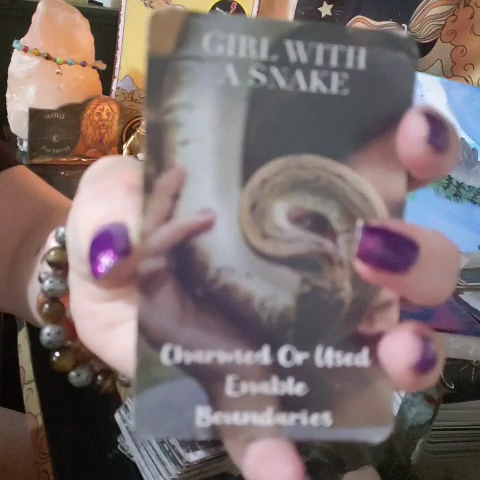 GIRL WITH
A SNAKE
Charmed Or Used
Enable
Boundaries